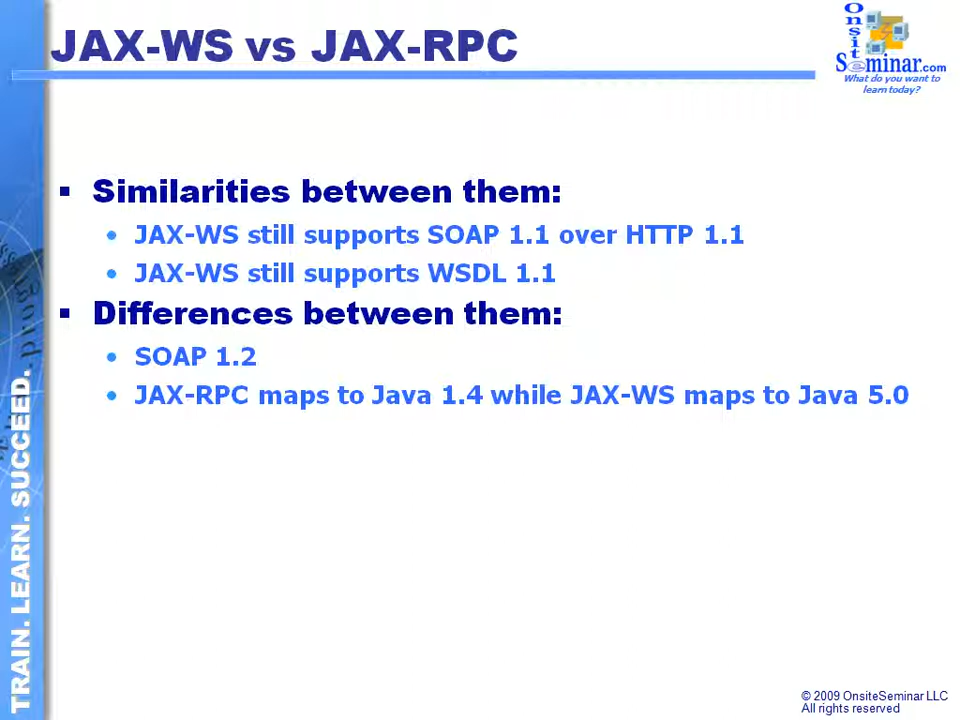 JAX-WS vs JAX-RPC
Onsite
Seminar.com
What do you want to
learn today?
▪ Similarities between them:
• JAX-WS still supports SOAP 1.1 over HTTP 1.1
• JAX-WS still supports WSDL 1.1
▪ Differences between them:
• SOAP 1.2
• JAX-RPC maps to Java 1.4 while JAX-WS maps to Java 5.0
TRAIN. LEARN. SUCCEED.
© 2009 OnsiteSeminar LLC
All rights reserved